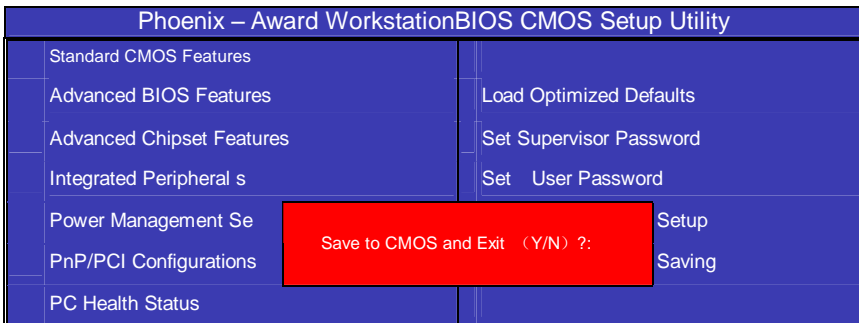 Phoenix – Award WorkstationBIOS CMOS Setup Utility
Standard CMOS Features
Advanced BIOS Features
Load Optimized Defaults
Advanced Chipset Features
Set Supervisor Password
Integrated Peripheral s
Set User Password
Power Management Se
Setup
Save to CMOS and Exit （Y/N）?:
PnP/PCI Configurations
Saving
PC Health Status